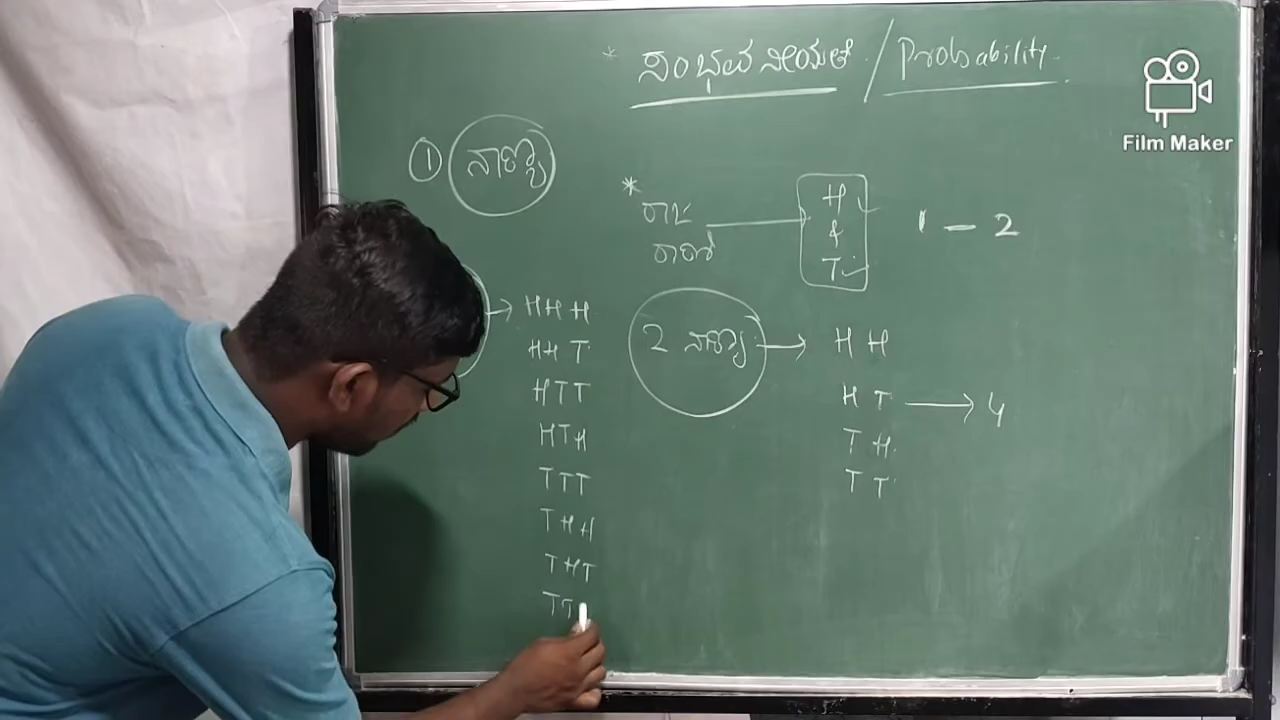 * ಸಂಭವನೀಯತೆ / Probability.
① ನಾಣ್ಯ
* ರಾಜ
ರಾಣಿ
H
&
T
1 - 2
→ HHH
HHT
HTT
HTH
TTT
THH
THT
TT
2 ನಾಣ್ಯ → HH
HT → 4
TH
TT
Film Maker